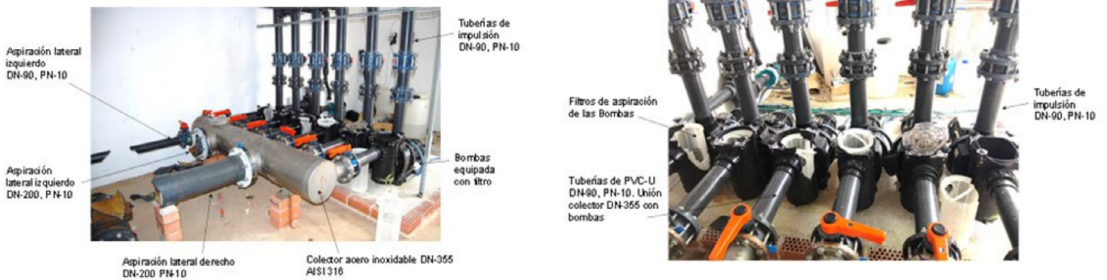 Aspiración lateral
izquierdo
DN-90, PN-10
Aspiración
lateral izquierdo
DN-200, PN-10
Aspiración lateral derecho
DN-200 PN-10
Colector acero inoxidable DN-355
AISI 316
Tuberías de
impulsión
DN-90, PN-10
Bombas
equipada
con filtro
Filtros de aspiración
de las Bombas
Tuberías de PVC-U
DN-90, PN-10. Unión
colector DN-355 con
bombas
Tuberías de
impulsión
DN-90, PN-10